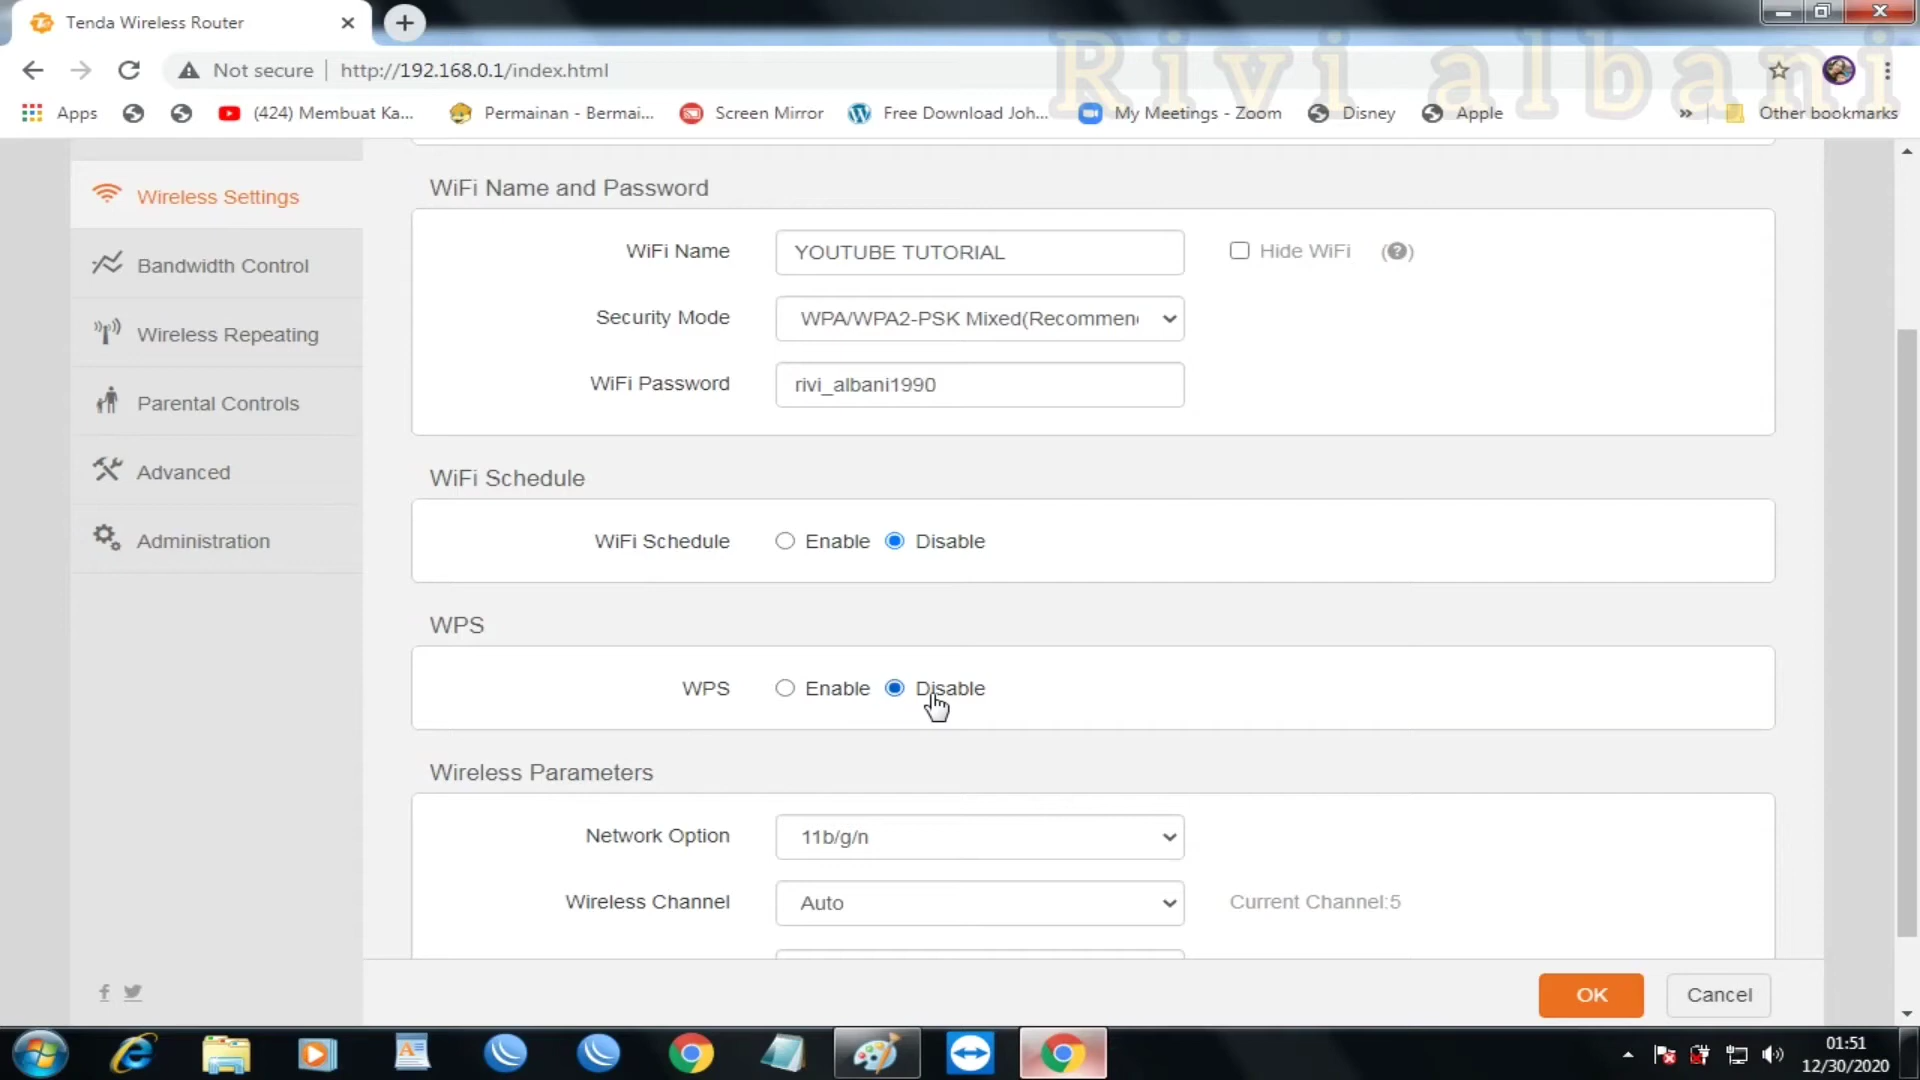 Tenda Wireless Router
Not secure
http://192.168.0.1/index.html
Rivi albani
Apps
(424) Membuat Ka...
Permainan - Bermai...
Screen Mirror
Free Download Joh...
My Meetings - Zoom
Disney
Apple
»
Other bookmarks
Wireless Settings
Bandwidth Control
Wireless Repeating
Parental Controls
Advanced
Administration
WiFi Name and Password
WiFi Name YOUTUBE TUTORIAL Hide WiFi (?)
Security Mode WPA/WPA2-PSK Mixed(Recommen
WiFi Password rivi_albani1990
WiFi Schedule
WiFi Schedule Enable Disable
WPS
WPS Enable Disable
Wireless Parameters
Network Option 11b/g/n
Wireless Channel Auto Current Channel:5
OK Cancel
01:51
12/30/2020